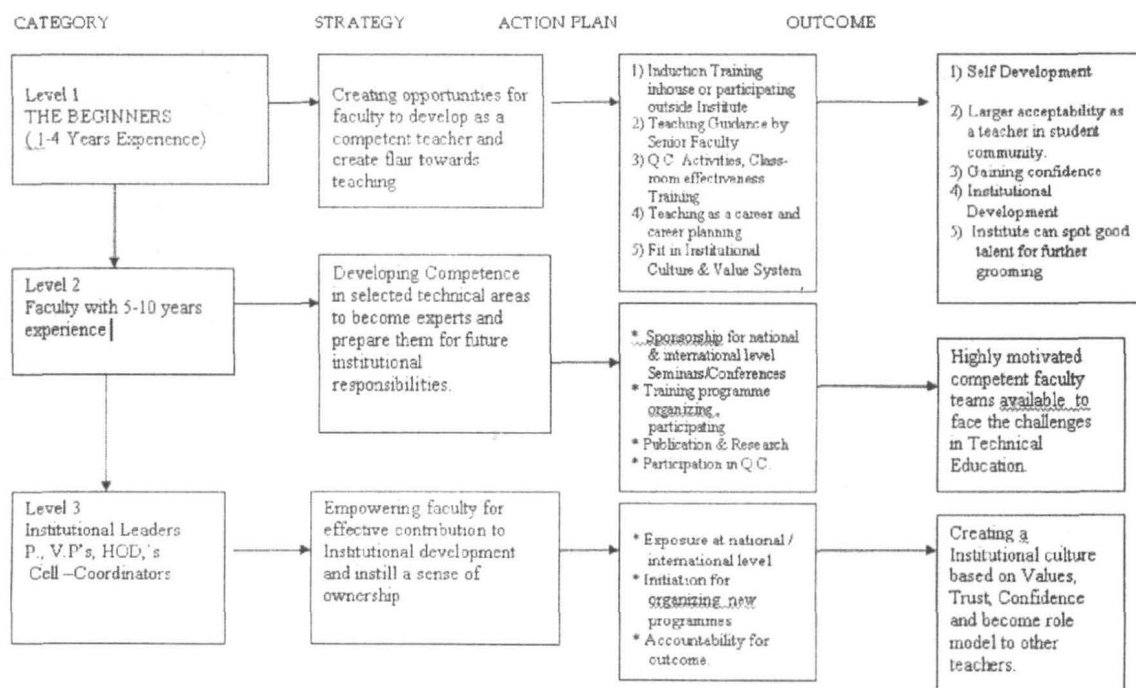 CATEGORY STRATEGY ACTION PLAN OUTCOME
Level 1
THE BEGINNERS
( 1-4 Years Experience)
Creating opportunities for
faculty to develop as a
competent teacher and
create flair towards
teaching
1) Induction Training
inhouse or participating
outside Institute
2) Teaching Guidance by
Senior Faculty
3) Q C Activities, Class-
room effectiveness
Training
4) Teaching as a career and
career planning
5) Fit in Institutional
Culture & Value System
1) Self Development
2) Larger acceptability as
a teacher in student
community.
3) Gaining confidence
4) Institutional
Development
5) Institute can spot good
talent for further
grooming
Level 2
Faculty with 5-10 years
experience
Developing Competence
in selected technical areas
to become experts and
prepare them for future
institutional
responsibilities.
* Sponsorship for national
& international level
Seminars/Conferences
* Training programme
organizing,
participating
* Publication & Research
* Participation in Q C.
Highly motivated
competent faculty
teams available to
face the challenges
in Technical
Education.
Level 3
Institutional Leaders
P., V.P's, HOD,'s
Cell –Coordinators
Empowering faculty for
effective contribution to
Institutional development
and instill a sense of
ownership
* Exposure at national /
international level
* Initiation for
organizing new
programmes
* Accountability for
outcome.
Creating a
Institutional culture
based on Values,
Trust, Confidence
and become role
model to other
teachers.